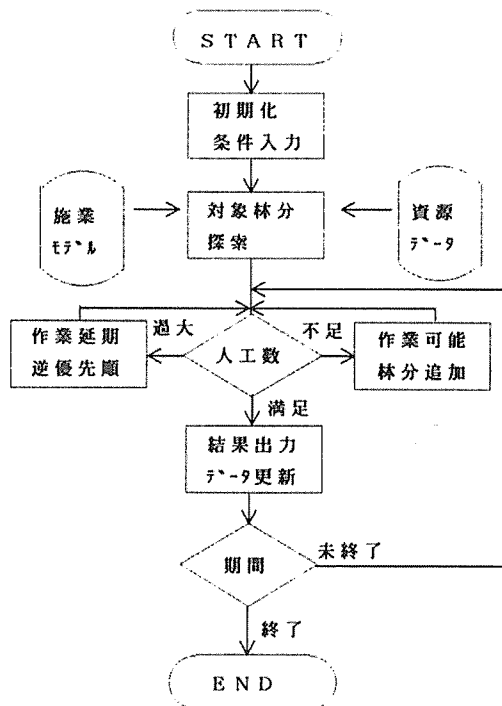 START
初期化
条件入力
施業
モデル
対象林分
探索
資源
データ
作業延期
逆優先順
過大
人工数
不足
作業可能
林分追加
満足
結果出力
データ更新
期間
未終了
終了
END